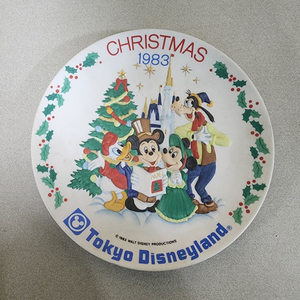 CHRISTMAS
1983
© 1983 WALT DISNEY PRODUCTIONS
Tokyo Disneyland®